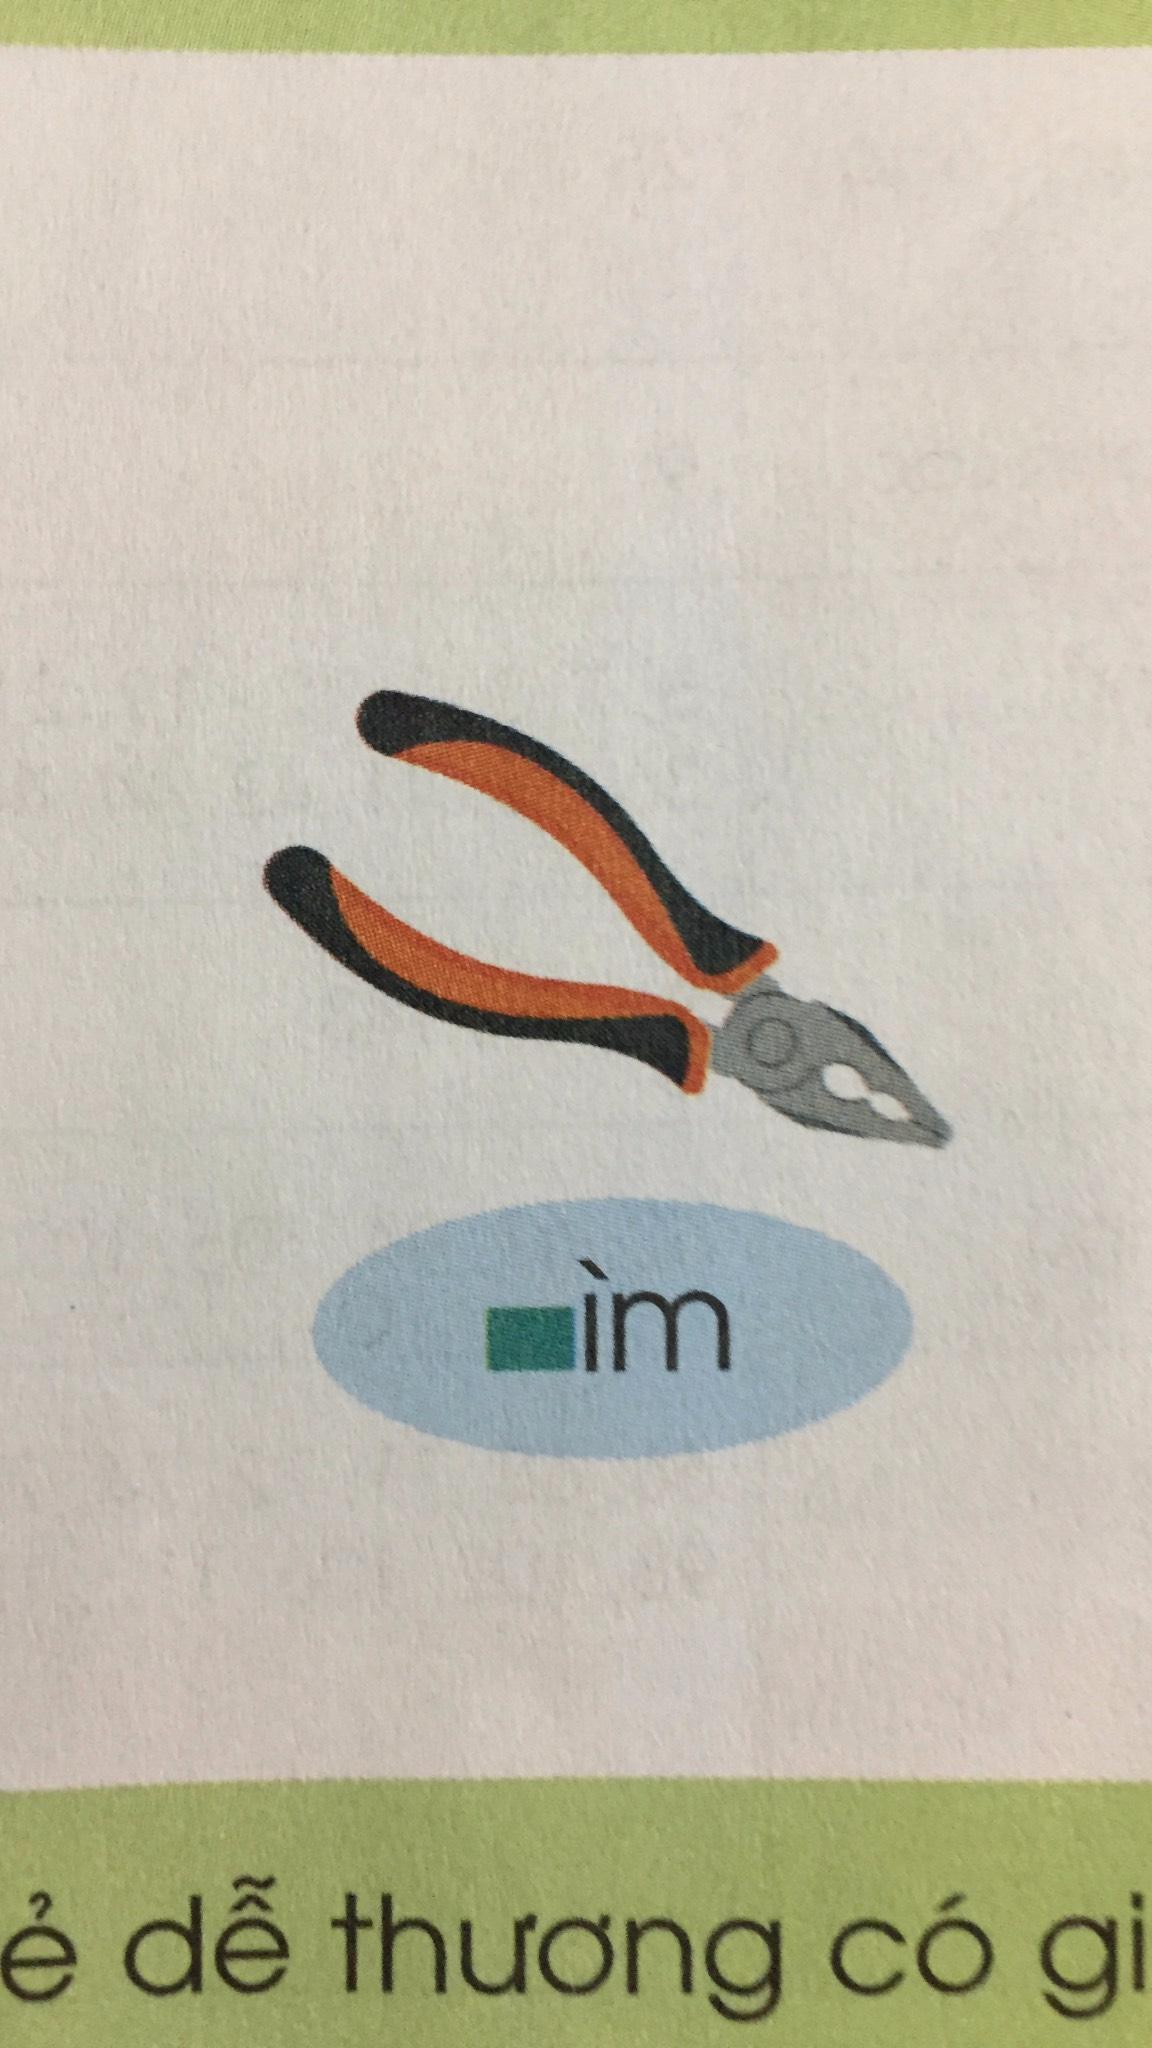 ìm
ẻ dễ thương có gi